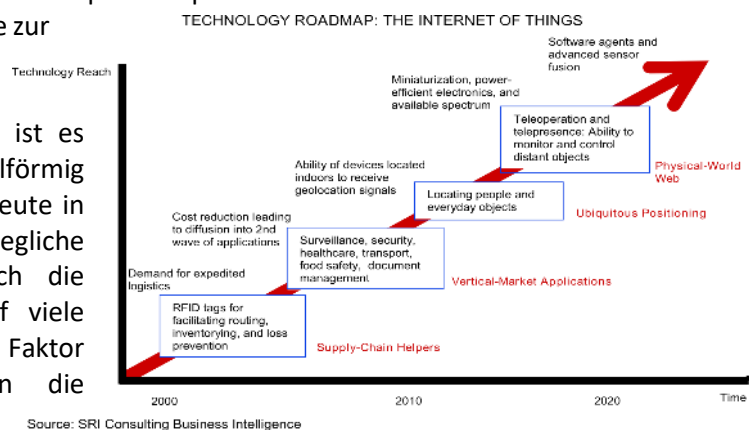 e zur
ist es
lförmig
eute in
egliche
ch die
f viele
Faktor
n die
TECHNOLOGY ROADMAP: THE INTERNET OF THINGS
Technology Reach
Software agents and
advanced sensor
fusion
Miniaturization, power-
efficient electronics, and
available spectrum
Teleoperation and
telepresence: Ability to
monitor and control
distant objects
Physical-World
Web
Ability of devices located
indoors to receive
geolocation signals
Locating people and
everyday objects
Ubiquitous Positioning
Cost reduction leading
to diffusion into 2nd
wave of applications
Surveillance, security,
healthcare, transport,
food safety, document
management
Vertical-Market Applications
Demand for expedited
logistics
RFID tags for
facilitating routing,
inventorying, and loss
prevention
Supply-Chain Helpers
2000
2010
2020
Time
Source: SRI Consulting Business Intelligence